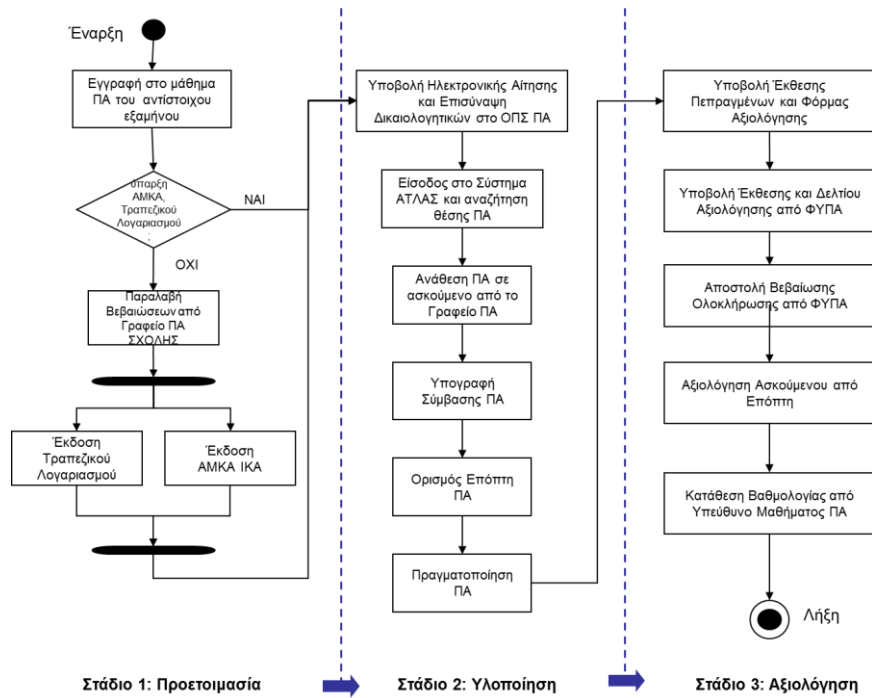 Έναρξη
Εγγραφή στο μάθημα
ΠΑ του αντίστοιχου
εξαμήνου
ύπαρξη
ΑΜΚΑ,
Τραπεζικού
Λογαριασμού
;
ΝΑΙ
ΟΧΙ
Παραλαβή
Βεβαιώσεων από
Γραφείο ΠΑ
ΣΧΟΛΗΣ
Έκδοση
Τραπεζικού
Λογαριασμού
Έκδοση
ΑΜΚΑ ΙΚΑ
Στάδιο 1: Προετοιμασία
Υποβολή Ηλεκτρονικής Αίτησης
και Επισύναψη
Δικαιολογητικών στο ΟΠΣ ΠΑ
Είσοδος στο Σύστημα
ΑΤΛΑΣ και αναζήτηση
θέσης ΠΑ
Ανάθεση ΠΑ σε
ασκούμενο από το
Γραφείο ΠΑ
Υπογραφή
Σύμβασης ΠΑ
Ορισμός Επόπτη
ΠΑ
Πραγματοποίηση
ΠΑ
Στάδιο 2: Υλοποίηση
Υποβολή Έκθεσης
Πεπραγμένων και Φόρμας
Αξιολόγησης
Υποβολή Έκθεσης και Δελτίου
Αξιολόγησης από ΦΥΠΑ
Αποστολή Βεβαίωσης
Ολοκλήρωσης από ΦΥΠΑ
Αξιολόγηση Ασκούμενου από
Επόπτη
Κατάθεση Βαθμολογίας από
Υπεύθυνο Μαθήματος ΠΑ
Λήξη
Στάδιο 3: Αξιολόγηση